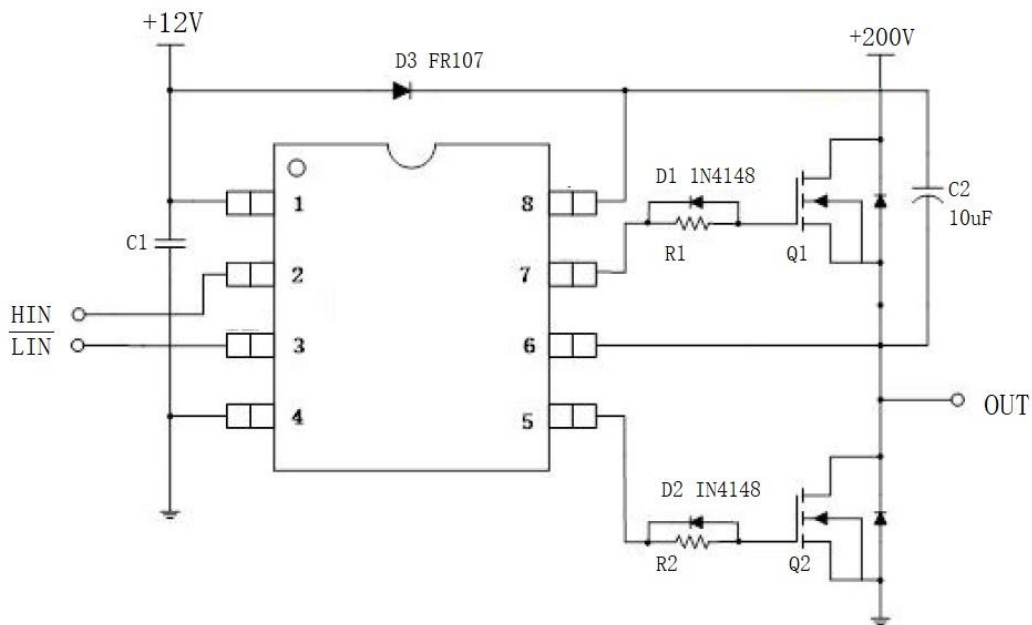 +12V
+200V
D3 FR107
D1 1N4148
1
8
C2
10uF
C1
R1
Q1
2
7
HIN
LIN
3
6
OUT
4
5
D2 IN4148
R2
Q2